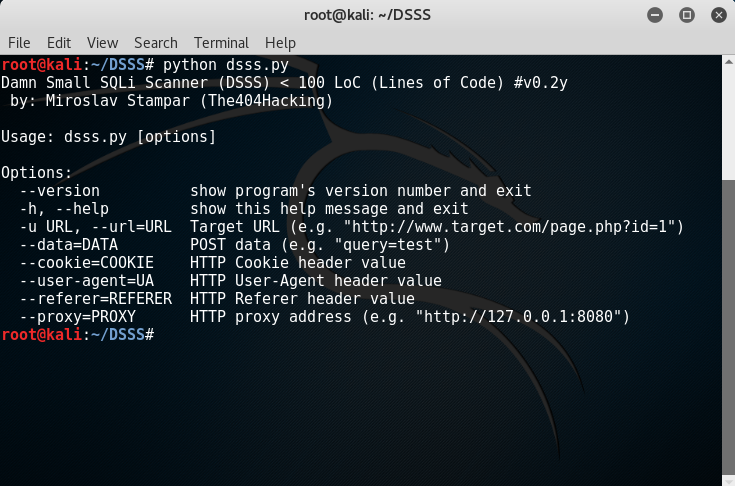 root@kali: ~/DSSS
File Edit View Search Terminal Help
root@kali:~/DSSS# python dsss.py
Damn Small SQLi Scanner (DSSS) < 100 LoC (Lines of Code) #v0.2y
 by: Miroslav Stampar (The404Hacking)

Usage: dsss.py [options]

Options:
  --version          show program's version number and exit
  -h, --help         show this help message and exit
  -u URL, --url=URL  Target URL (e.g. "http://www.target.com/page.php?id=1")
  --data=DATA        POST data (e.g. "query=test")
  --cookie=COOKIE    HTTP Cookie header value
  --user-agent=UA    HTTP User-Agent header value
  --referer=REFERER  HTTP Referer header value
  --proxy=PROXY      HTTP proxy address (e.g. "http://127.0.0.1:8080")
root@kali:~/DSSS#